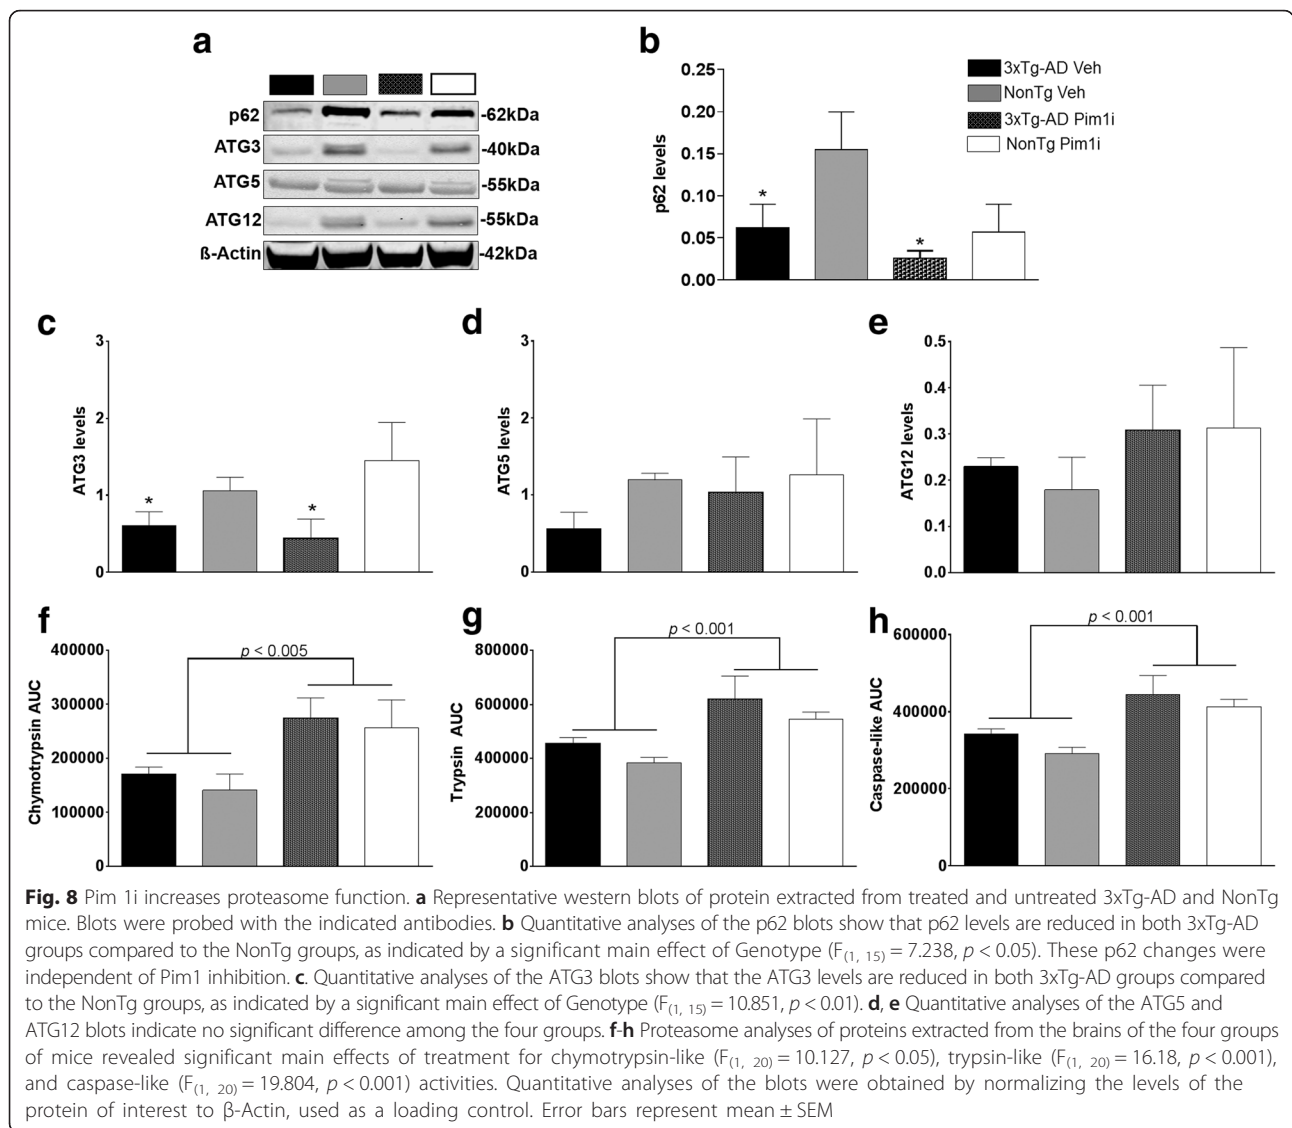 a
p62
-62kDa
ATG3
-40kDa
ATG5
-55kDa
ATG12
-55kDa
ß-Actin
-42kDa
b
3xTg-AD Veh
NonTg Veh
3xTg-AD Pim1i
NonTg Pim1i
p62 levels
0.25
0.20
0.15
0.10
0.05
0.00
*
*
c
ATG3 levels
3
2
1
0
*
*
d
ATG5 levels
3
2
1
0
e
ATG12 levels
0.5
0.4
0.3
0.2
0.1
0.0
f
Chymotrypsin AUC
400000
300000
200000
100000
0
p < 0.005
g
Trypsin AUC
800000
600000
400000
200000
0
p < 0.001
h
Caspase-like AUC
600000
400000
200000
0
p < 0.001
Fig. 8 Pim 1i increases proteasome function. a Representative western blots of protein extracted from treated and untreated 3xTg-AD and NonTg
mice. Blots were probed with the indicated antibodies. b Quantitative analyses of the p62 blots show that p62 levels are reduced in both 3xTg-AD
groups compared to the NonTg groups, as indicated by a significant main effect of Genotype (F(1, 15) = 7.238, p < 0.05). These p62 changes were
independent of Pim1 inhibition. c. Quantitative analyses of the ATG3 blots show that the ATG3 levels are reduced in both 3xTg-AD groups compared
to the NonTg groups, as indicated by a significant main effect of Genotype (F(1, 15) = 10.851, p < 0.01). d, e Quantitative analyses of the ATG5 and
ATG12 blots indicate no significant difference among the four groups. f-h Proteasome analyses of proteins extracted from the brains of the four groups
of mice revealed significant main effects of treatment for chymotrypsin-like (F(1, 20) = 10.127, p < 0.05), trypsin-like (F(1, 20) = 16.18, p < 0.001),
and caspase-like (F(1, 20) = 19.804, p < 0.001) activities. Quantitative analyses of the blots were obtained by normalizing the levels of the
protein of interest to β-Actin, used as a loading control. Error bars represent mean ± SEM